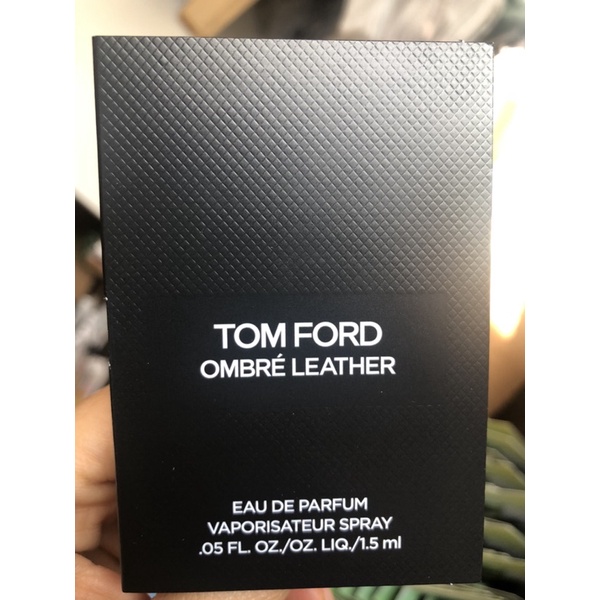 TOM FORD
OMBRÉ LEATHER
EAU DE PARFUM
VAPORISATEUR SPRAY
.05 FL. OZ./OZ. LIQ./1.5 ml